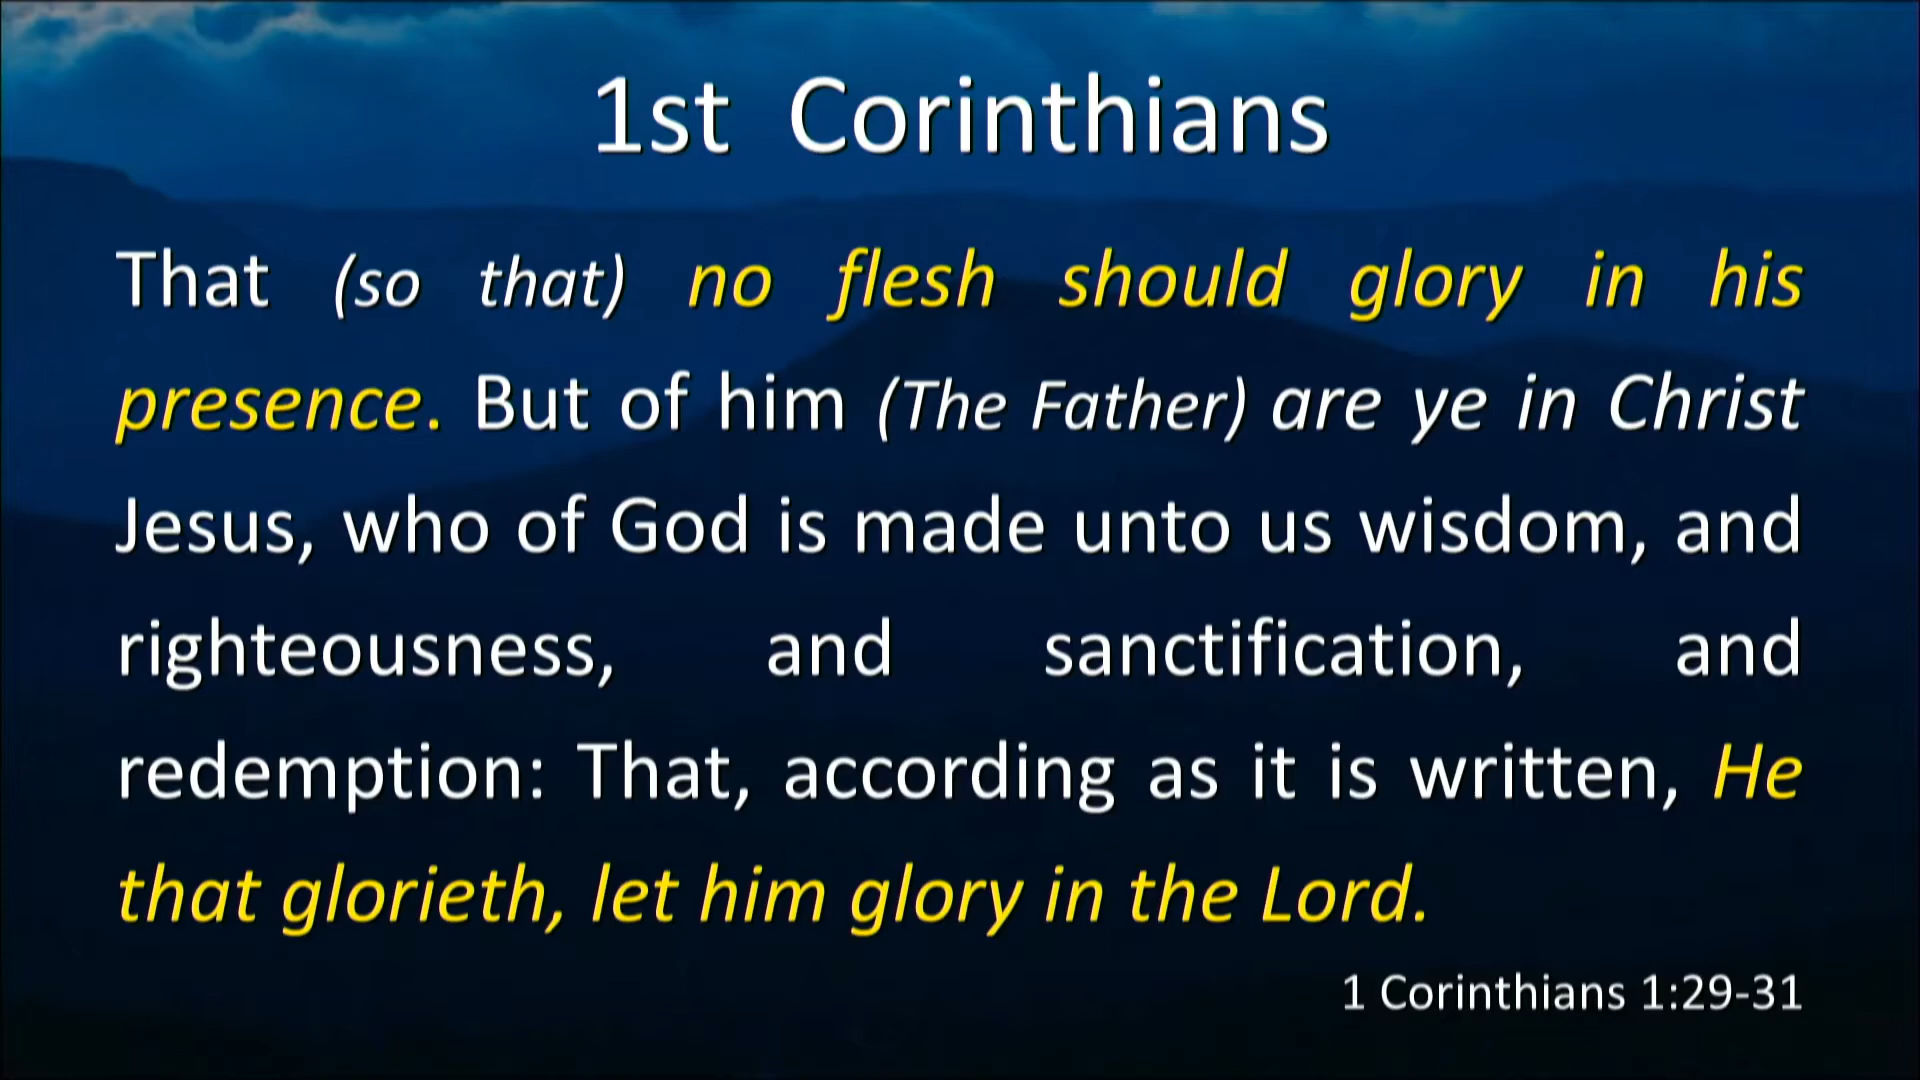 1st Corinthians
That (so that) no flesh should glory in his
presence. But of him (The Father) are ye in Christ
Jesus, who of God is made unto us wisdom, and
righteousness, and sanctification, and
redemption: That, according as it is written, He
that glorieth, let him glory in the Lord.
1 Corinthians 1:29-31